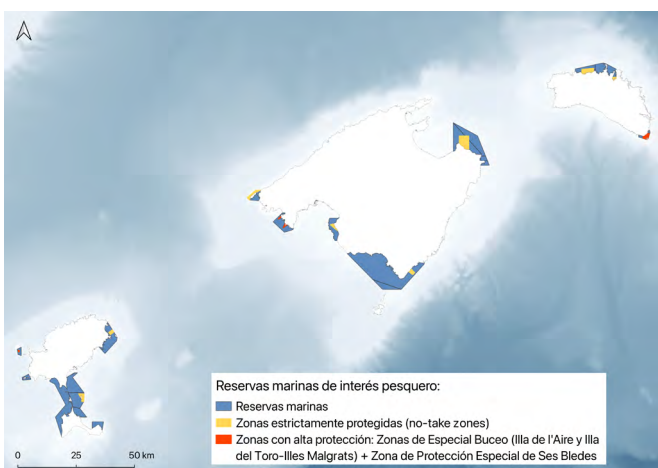 Reservas marinas de interés pesquero:
Reservas marinas
Zonas estrictamente protegidas (no-take zones)
Zonas con alta protección: Zonas de Especial Buceo (Illa de l'Aire y Illa
del Toro-Illes Malgrats) + Zona de Protección Especial de Ses Bledes
0 25 50 km